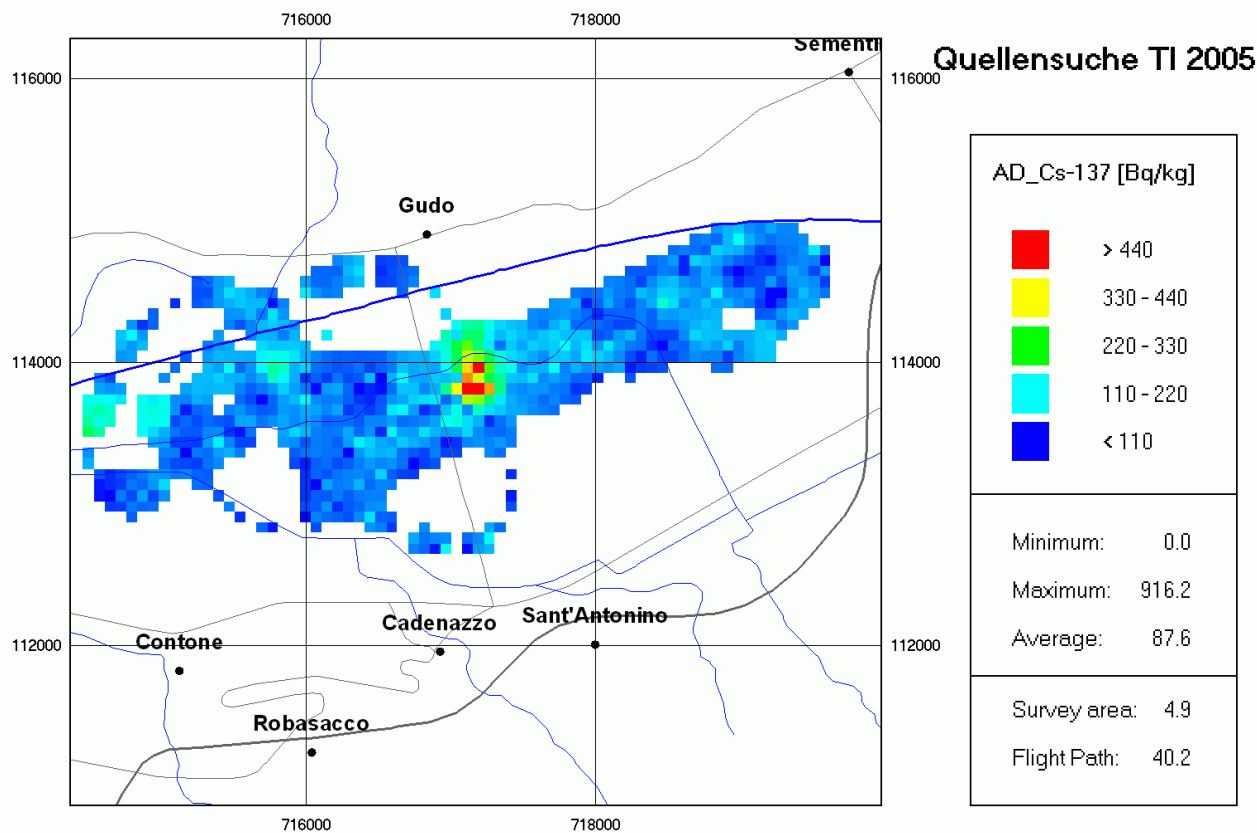 716000 718000
Sementi
Quellensuche TI 2005
116000 116000
AD_Cs-137 [Bq/kg]
Gudo
> 440
330 - 440
220 - 330
110 - 220
< 110
114000 114000
Minimum: 0.0
Maximum: 916.2
Average: 87.6
Cadenazzo
Sant'Antonino
Contone
112000 112000
Robasacco
Survey area: 4.9
Flight Path: 40.2
716000 718000